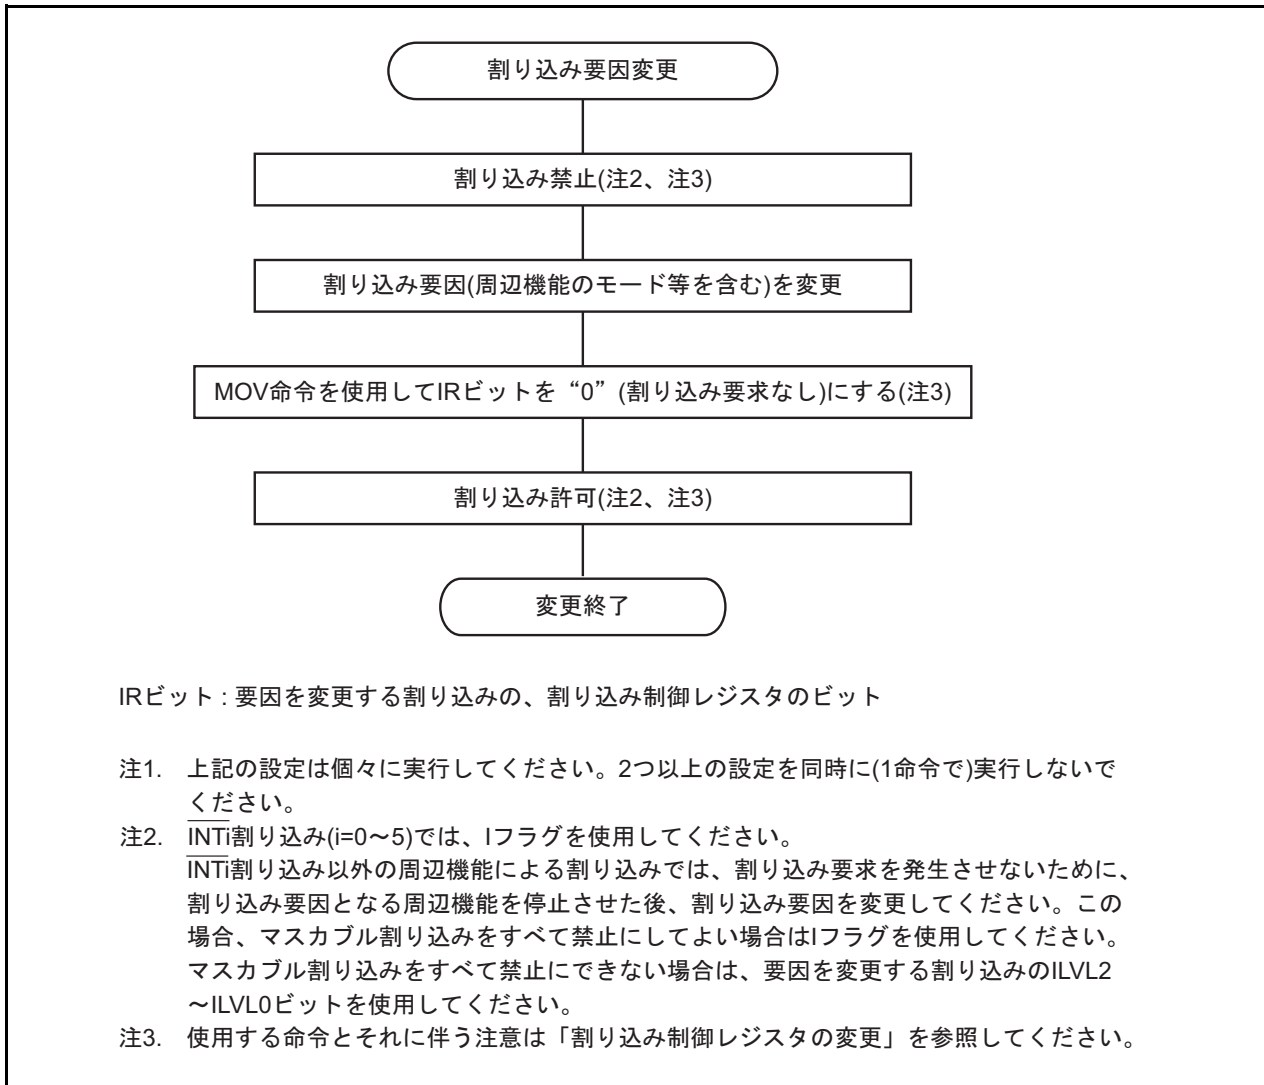 割り込み要因変更
割り込み禁止(注2、注3)
割り込み要因(周辺機能のモード等を含む)を変更
MOV命令を使用してIRビットを“0”(割り込み要求なし)にする(注3)
割り込み許可(注2、注3)
変更終了
IRビット : 要因を変更する割り込みの、割り込み制御レジスタのビット
注1. 上記の設定は個々に実行してください。2つ以上の設定を同時に(1命令で)実行しないで
ください。
注2. INTi割り込み(i=0～5)では、Iフラグを使用してください。
INTi割り込み以外の周辺機能による割り込みでは、割り込み要求を発生させないために、
割り込み要因となる周辺機能を停止させた後、割り込み要因を変更してください。この
場合、マスカブル割り込みをすべて禁止にしてよい場合はIフラグを使用してください。
マスカブル割り込みをすべて禁止にできない場合は、要因を変更する割り込みのILVL2
～ILVL0ビットを使用してください。
注3. 使用する命令とそれに伴う注意は「割り込み制御レジスタの変更」を参照してください。